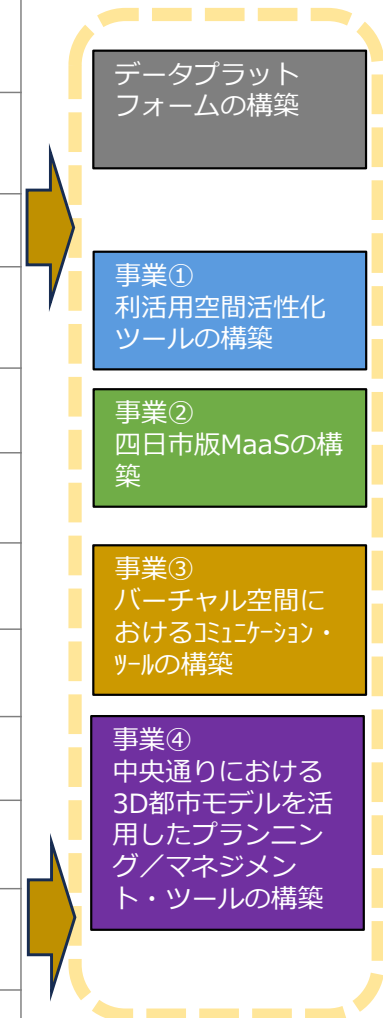 データプラット
フォームの構築
事業①
利活用空間活性化
ツールの構築
事業②
四日市版MaaSの構
築
事業③
バーチャル空間に
おけるｺﾐｭﾆｹｰｼｮﾝ・
ﾂｰﾙの構築
事業④
中央通りにおける
3D都市モデルを活
用したプランニン
グ／マネジメン
ト・ツールの構築